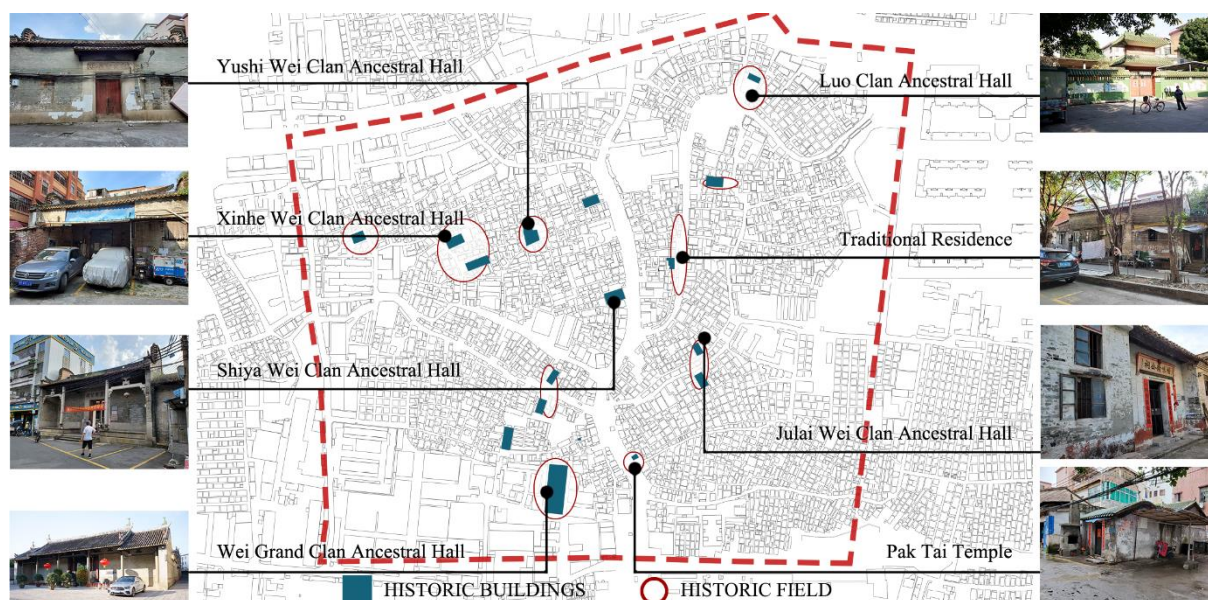 Yushi Wei Clan Ancestral Hall
Luo Clan Ancestral Hall
Xinhe Wei Clan Ancestral Hall
Traditional Residence
Shiya Wei Clan Ancestral Hall
Julai Wei Clan Ancestral Hall
Wei Grand Clan Ancestral Hall
Pak Tai Temple
HISTORIC BUILDINGS
HISTORIC FIELD